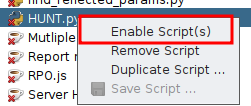 find_reflected_params.py
HUNT.py
Enable Script(s)
Mutliple
Remove Script
Report
Duplicate Script ...
RPO.js
Save Script ...
Server H